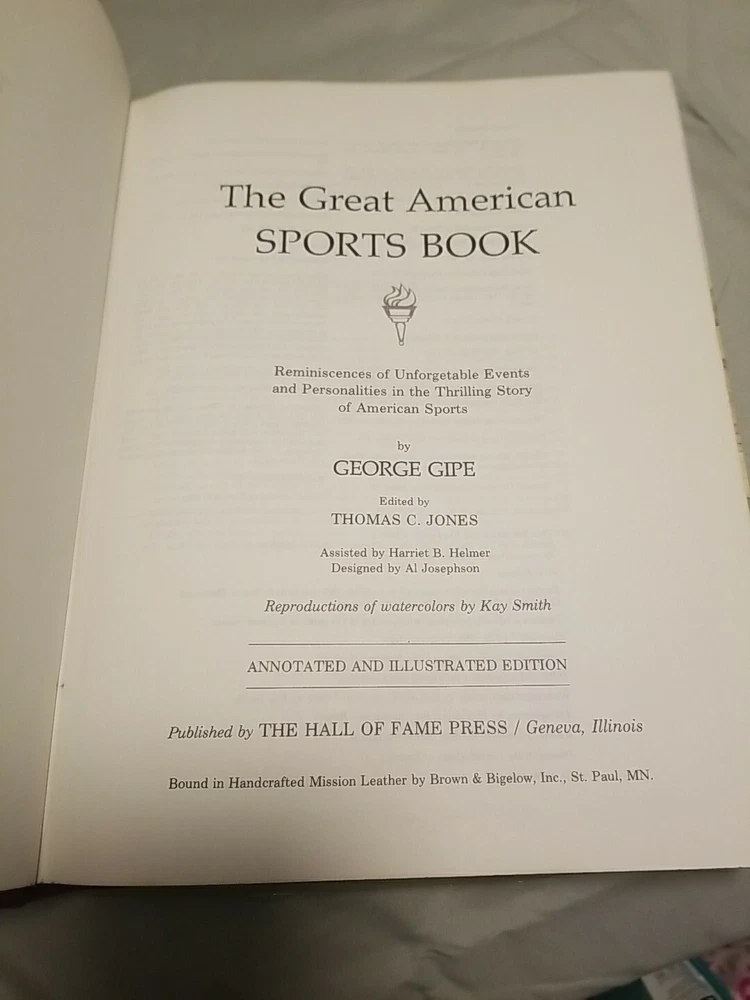 The Great American
SPORTS BOOK
Reminiscences of Unforgetable Events
and Personalities in the Thrilling Story
of American Sports
by
GEORGE GIPE
Edited by
THOMAS C. JONES
Assisted by Harriet B. Helmer
Designed by Al Josephson
Reproductions of watercolors by Kay Smith
ANNOTATED AND ILLUSTRATED EDITION
Published by THE HALL OF FAME PRESS / Geneva, Illinois
Bound in Handcrafted Mission Leather by Brown & Bigelow, Inc., St. Paul, MN.